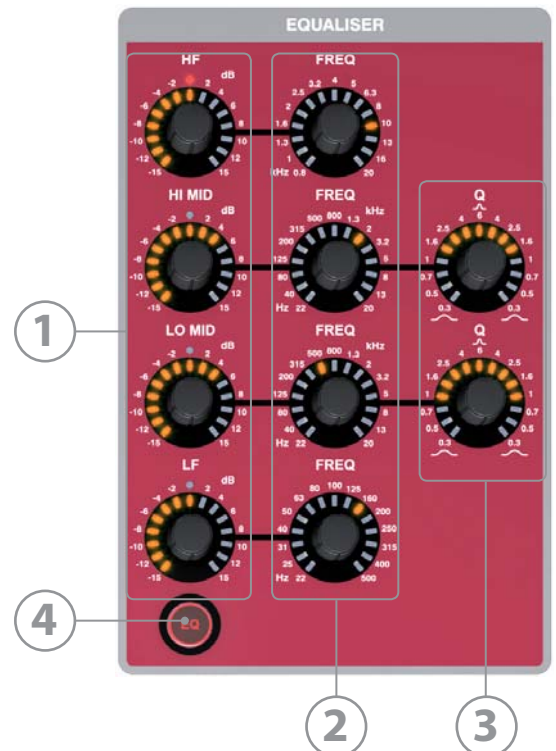 EQUALISER
HF
-15 -12 -10 -8 -6 -4 -2 2 4 6 8 10 12 15 dB
FREQ
kHz 0.8 1 1.3 1.6 2 2.5 3.2 4 5 6.3 8 10 13 16 20
HI MID
-15 -12 -10 -8 -6 -4 -2 2 4 6 8 10 12 15 dB
FREQ
Hz 22 40 80 125 200 315 500 800 1.3 2 3.2 5 8 13 20 kHz
Q
0.3 0.5 0.7 1 1.6 2.5 4 6 4 2.5 1.6 1 0.7 0.5 0.3
LO MID
-15 -12 -10 -8 -6 -4 -2 2 4 6 8 10 12 15 dB
FREQ
Hz 22 40 80 125 200 315 500 800 1.3 2 3.2 5 8 13 20 kHz
Q
0.3 0.5 0.7 1 1.6 2.5 4 6 4 2.5 1.6 1 0.7 0.5 0.3
LF
-15 -12 -10 -8 -6 -4 -2 2 4 6 8 10 12 15 dB
FREQ
Hz 22 25 31 40 50 63 80 100 125 160 200 250 315 400 500
EQ
1
4
2
3